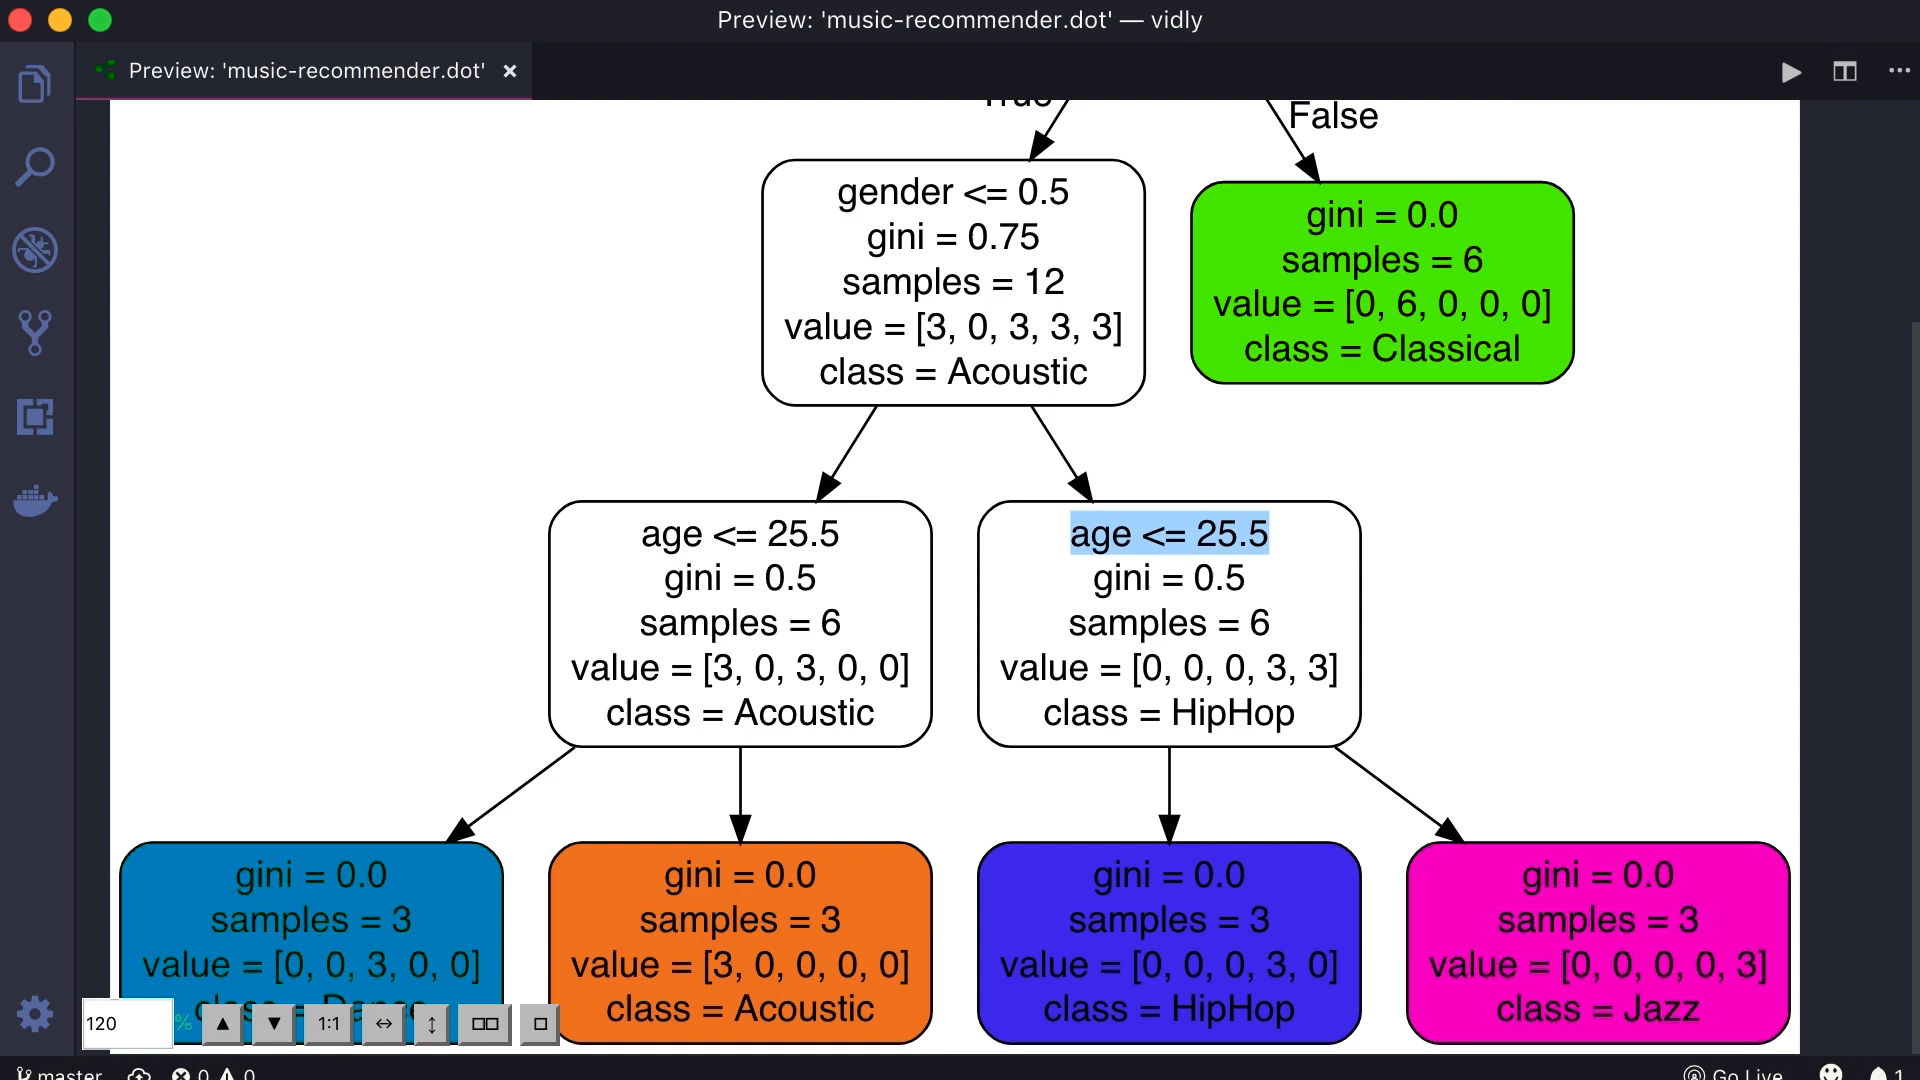 Preview: 'music-recommender.dot' — vidly
Preview: 'music-recommender.dot' ×
True
False
gender <= 0.5
gini = 0.75
samples = 12
value = [3, 0, 3, 3, 3]
class = Acoustic
gini = 0.0
samples = 6
value = [0, 6, 0, 0, 0]
class = Classical
age <= 25.5
gini = 0.5
samples = 6
value = [3, 0, 3, 0, 0]
class = Acoustic
age <= 25.5
gini = 0.5
samples = 6
value = [0, 0, 0, 3, 3]
class = HipHop
gini = 0.0
samples = 3
value = [0, 0, 3, 0, 0]
class = Dance
gini = 0.0
samples = 3
value = [3, 0, 0, 0, 0]
class = Acoustic
gini = 0.0
samples = 3
value = [0, 0, 0, 3, 0]
class = HipHop
gini = 0.0
samples = 3
value = [0, 0, 0, 0, 3]
class = Jazz
120 % 1:1
master 0 0 Go Live 1